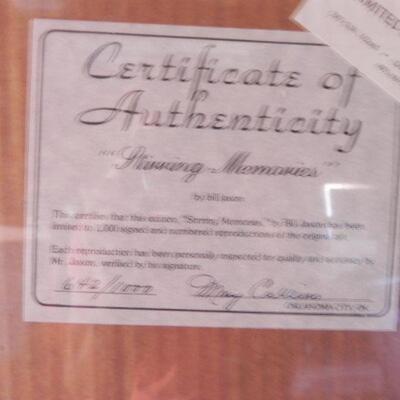 Certificate of
Authenticity
"Stirring Memories"
by Bill Jaxon
This certifies that this edition, "Stirring Memories," by Bill Jaxon has been
limited to 1,000 signed and numbered reproductions of the original
Each reproduction has been personally inspected for quality and accuracy by
Mr. Jaxon, verified by his signature.
642/1000
OKLAHOMA CITY, OK
LIMITED